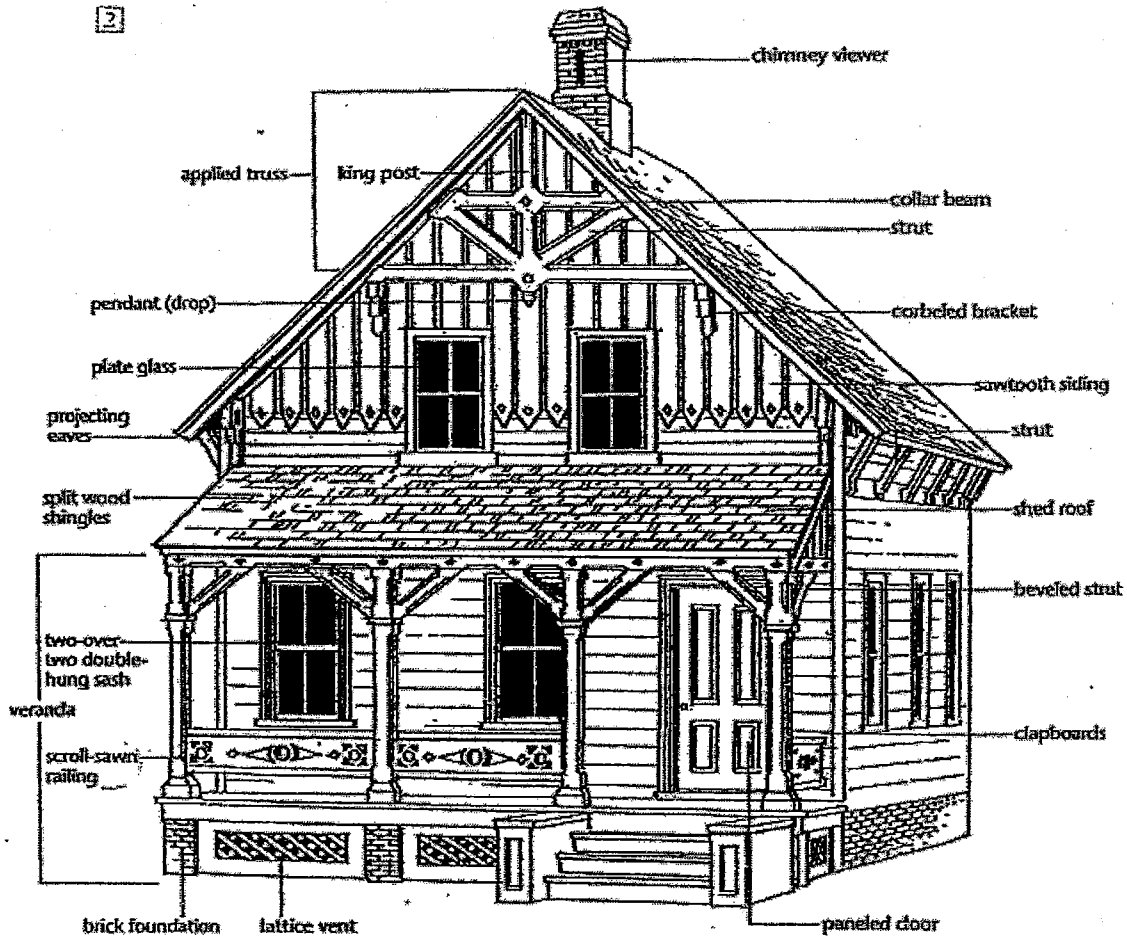 2
chimney viewer
applied truss
king post
collar beam
strut
pendant (drop)
corbeled bracket
plate glass
sawtooth siding
projecting
eaves
strut
split wood
shingles
shed roof
beveled strut
two-over-
two double-
hung sash
veranda
clapboards
scroll-sawn
railing
brick foundation
lattice vent
paneled door